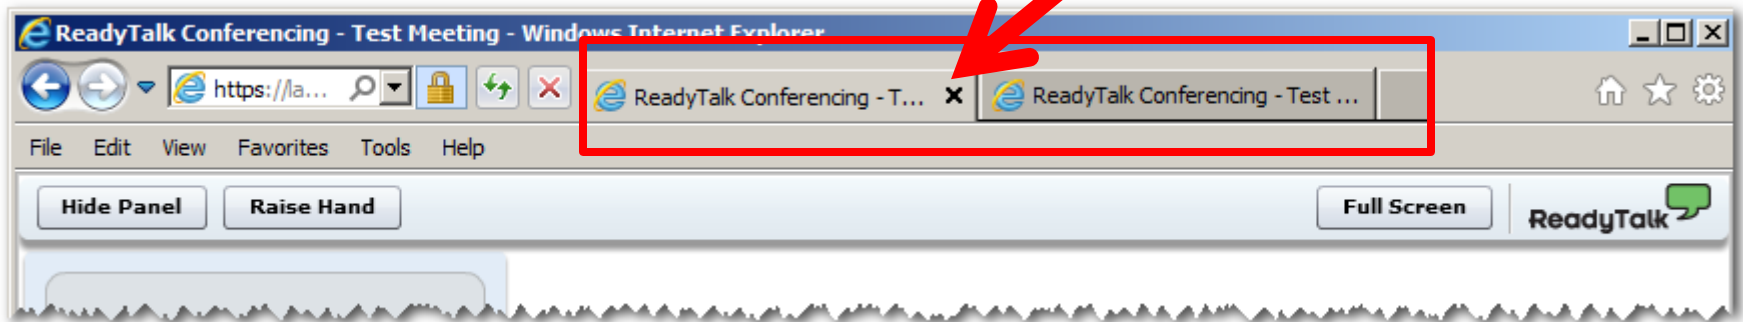 ReadyTalk Conferencing - Test Meeting - Windows Internet Explorer
https://la...
ReadyTalk Conferencing - T...
ReadyTalk Conferencing - Test ...
File Edit View Favorites Tools Help
Hide Panel Raise Hand Full Screen ReadyTalk